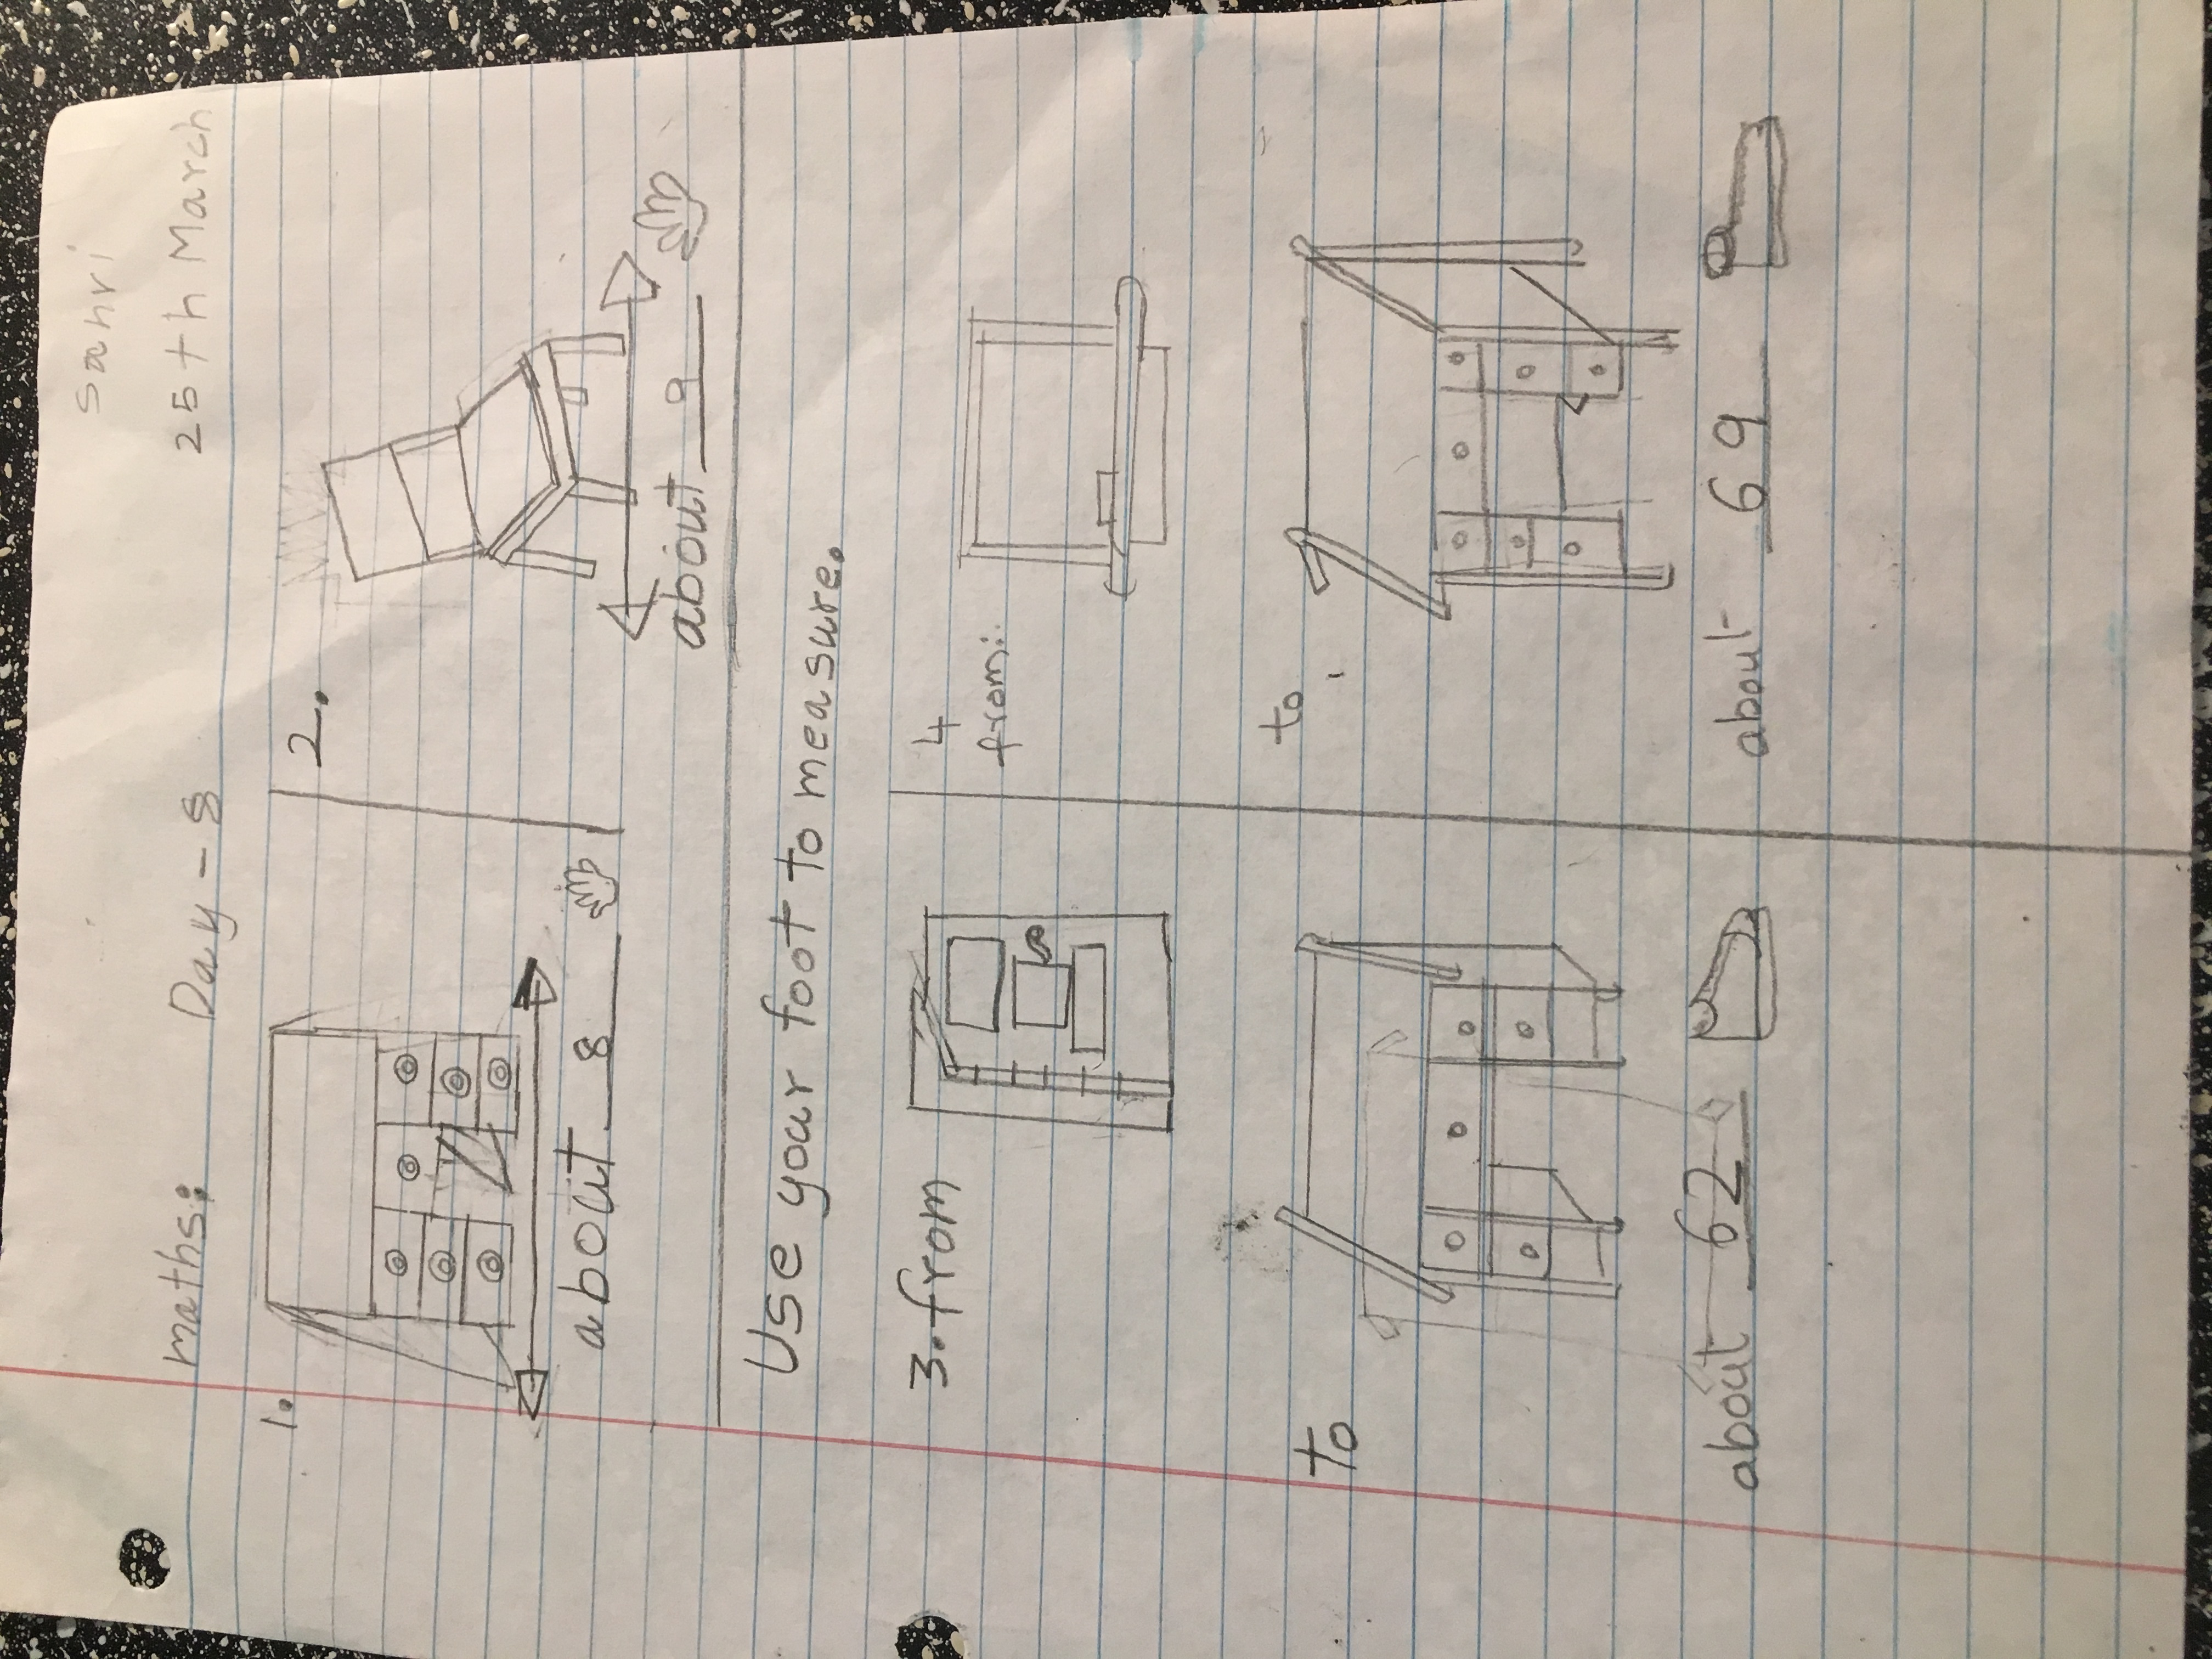 Sanri
maths: Day - 8 25th March
1.
about 8
2.
about 9
Use your foot to measure.
3. from
to
about 62
4
from:
to
about 69